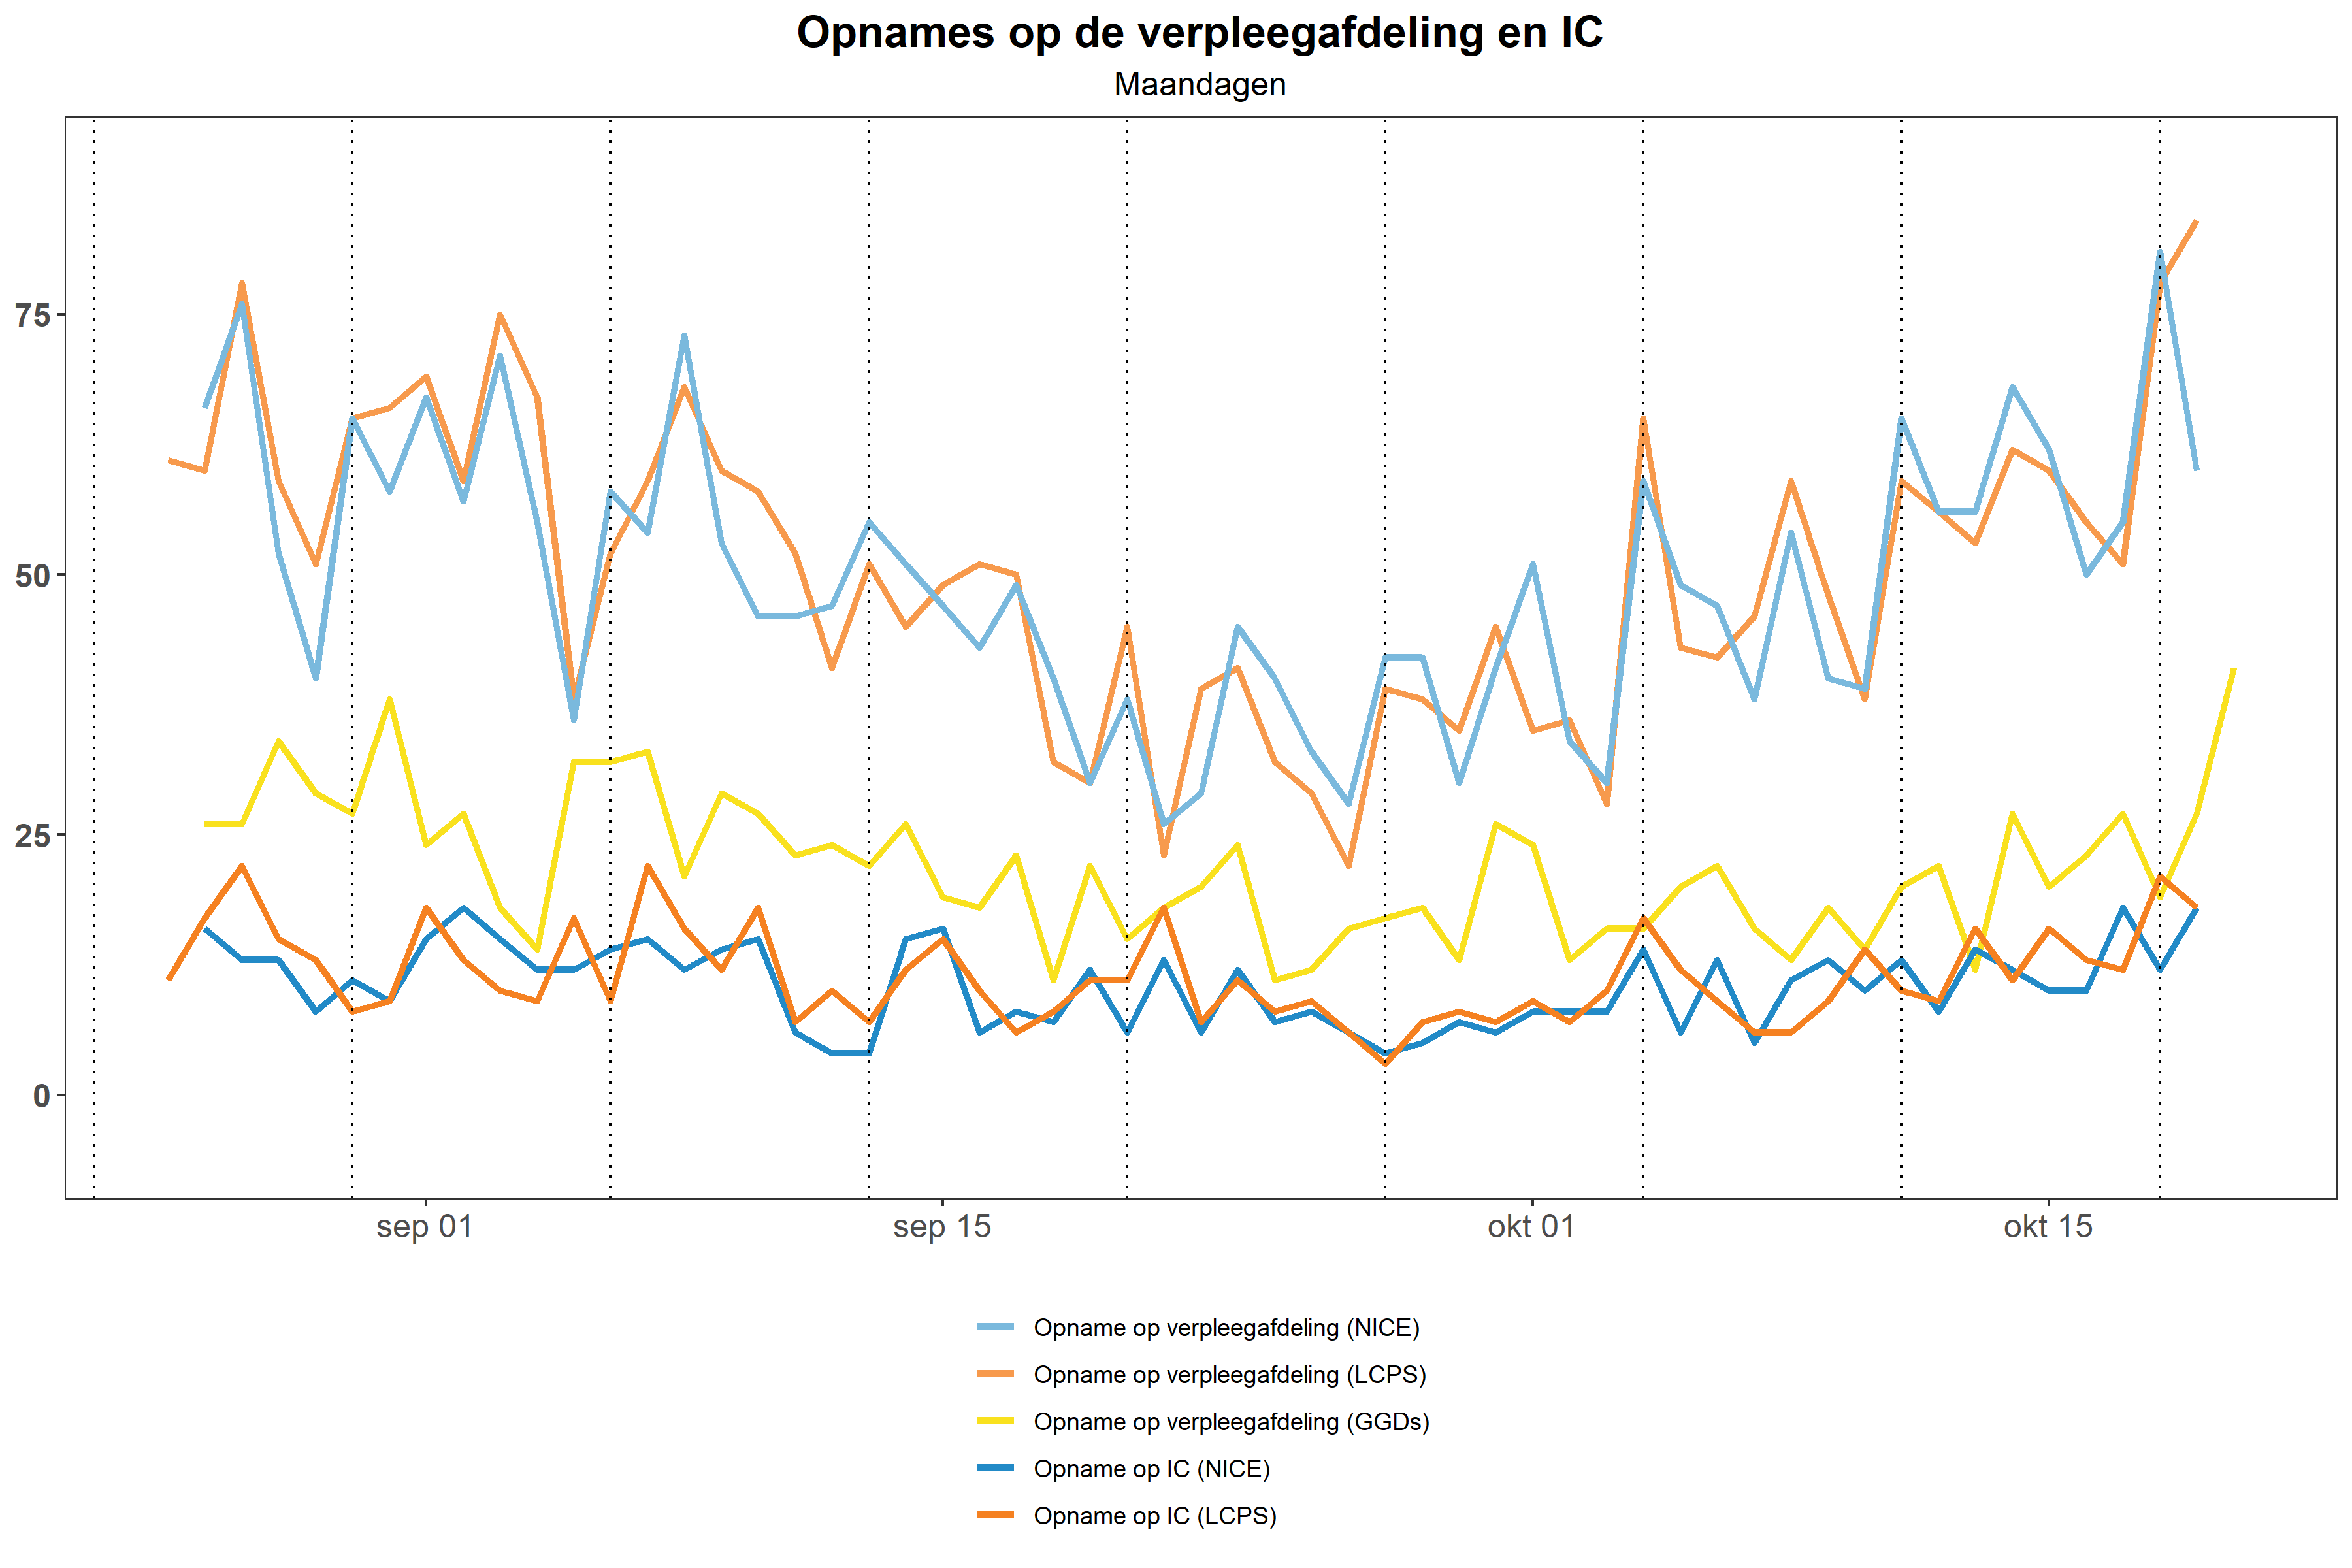 Opnames op de verpleegafdeling en IC
Maandagen
75
50
25
0
sep 01
sep 15
okt 01
okt 15
Opname op verpleegafdeling (NICE)
Opname op verpleegafdeling (LCPS)
Opname op verpleegafdeling (GGDs)
Opname op IC (NICE)
Opname op IC (LCPS)